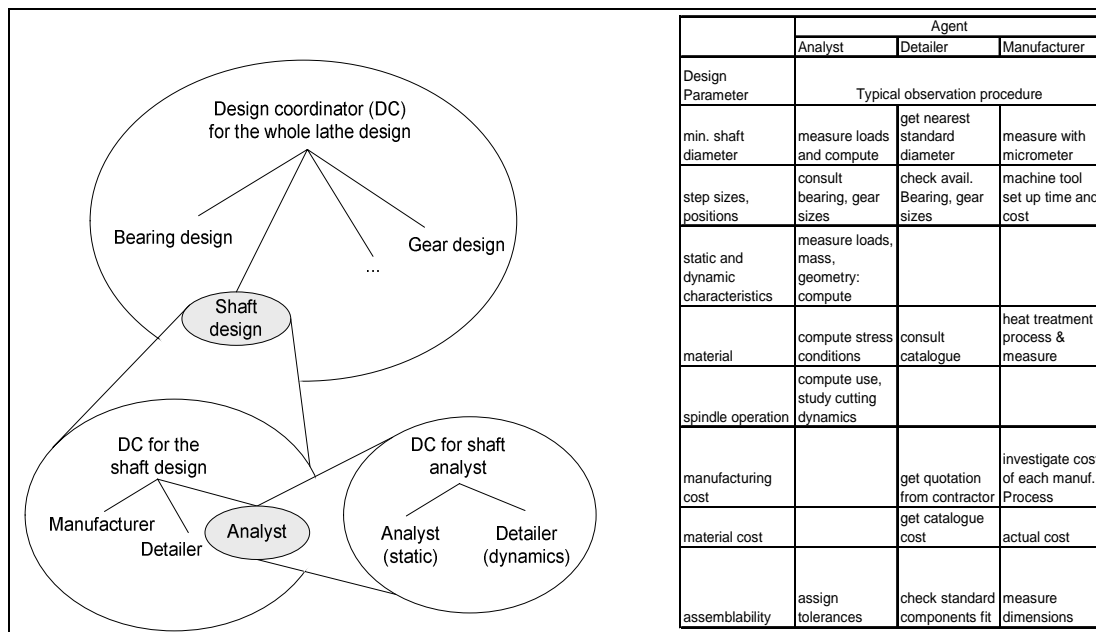 Design coordinator (DC)
for the whole lathe design
Bearing design
...
Gear design
Shaft
design
DC for the
shaft design
Manufacturer
Detailer
Analyst
DC for shaft
analyst
Analyst
(static)
Detailer
(dynamics)
Agent
Analyst Detailer Manufacturer
Design
Parameter
Typical observation procedure
min. shaft
diameter
measure loads
and compute
get nearest
standard
diameter
measure with
micrometer
step sizes,
positions
consult
bearing, gear
sizes
check avail.
Bearing, gear
sizes
machine tool
set up time and
cost
static and
dynamic
characteristics
measure loads,
mass,
geometry:
compute
material
compute stress
conditions
consult
catalogue
heat treatment
process &
measure
spindle operation
compute use,
study cutting
dynamics
manufacturing
cost
get quotation
from contractor
investigate cost
of each manuf.
Process
material cost
get catalogue
cost
actual cost
assemblability
assign
tolerances
check standard
components fit
measure
dimensions